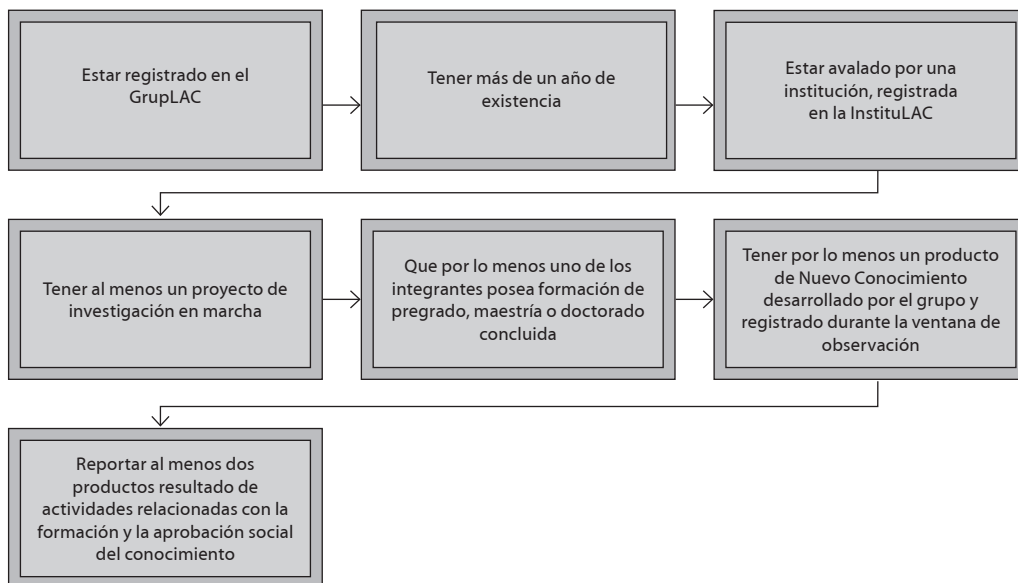 Estar registrado en el
GrupLAC
Tener más de un año de
existencia
Estar avalado por una
institución, registrada
en la InstituLAC
Tener al menos un proyecto de
investigación en marcha
Que por lo menos uno de los
integrantes posea formación de
pregrado, maestría o doctorado
concluida
Tener por lo menos un producto
de Nuevo Conocimiento
desarrollado por el grupo y
registrado durante la ventana de
observación
Reportar al menos dos
productos resultado de
actividades relacionadas con la
formación y la aprobación social
del conocimiento